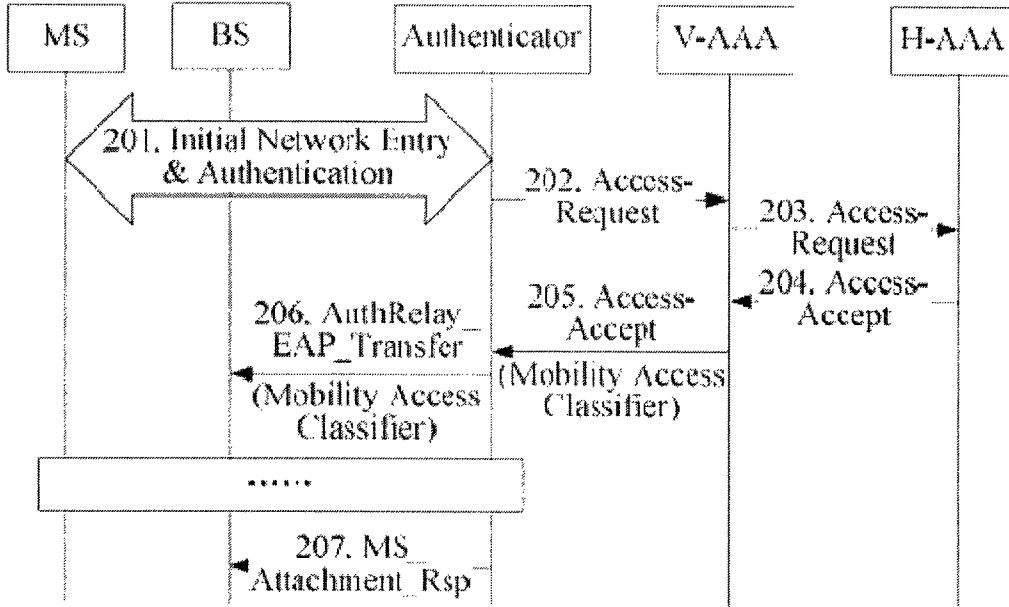 MS
BS
Authenticator
V-AAA
H-AAA
201. Initial Network Entry
& Authentication
202. Access-
Request
203. Access-
Request
204. Access-
Accept
205. Access-
Accept
(Mobility Access
Classifier)
206. AuthRelay_
EAP_Transfer
(Mobility Access
Classifier)
......
207. MS_
Attachment_Rsp